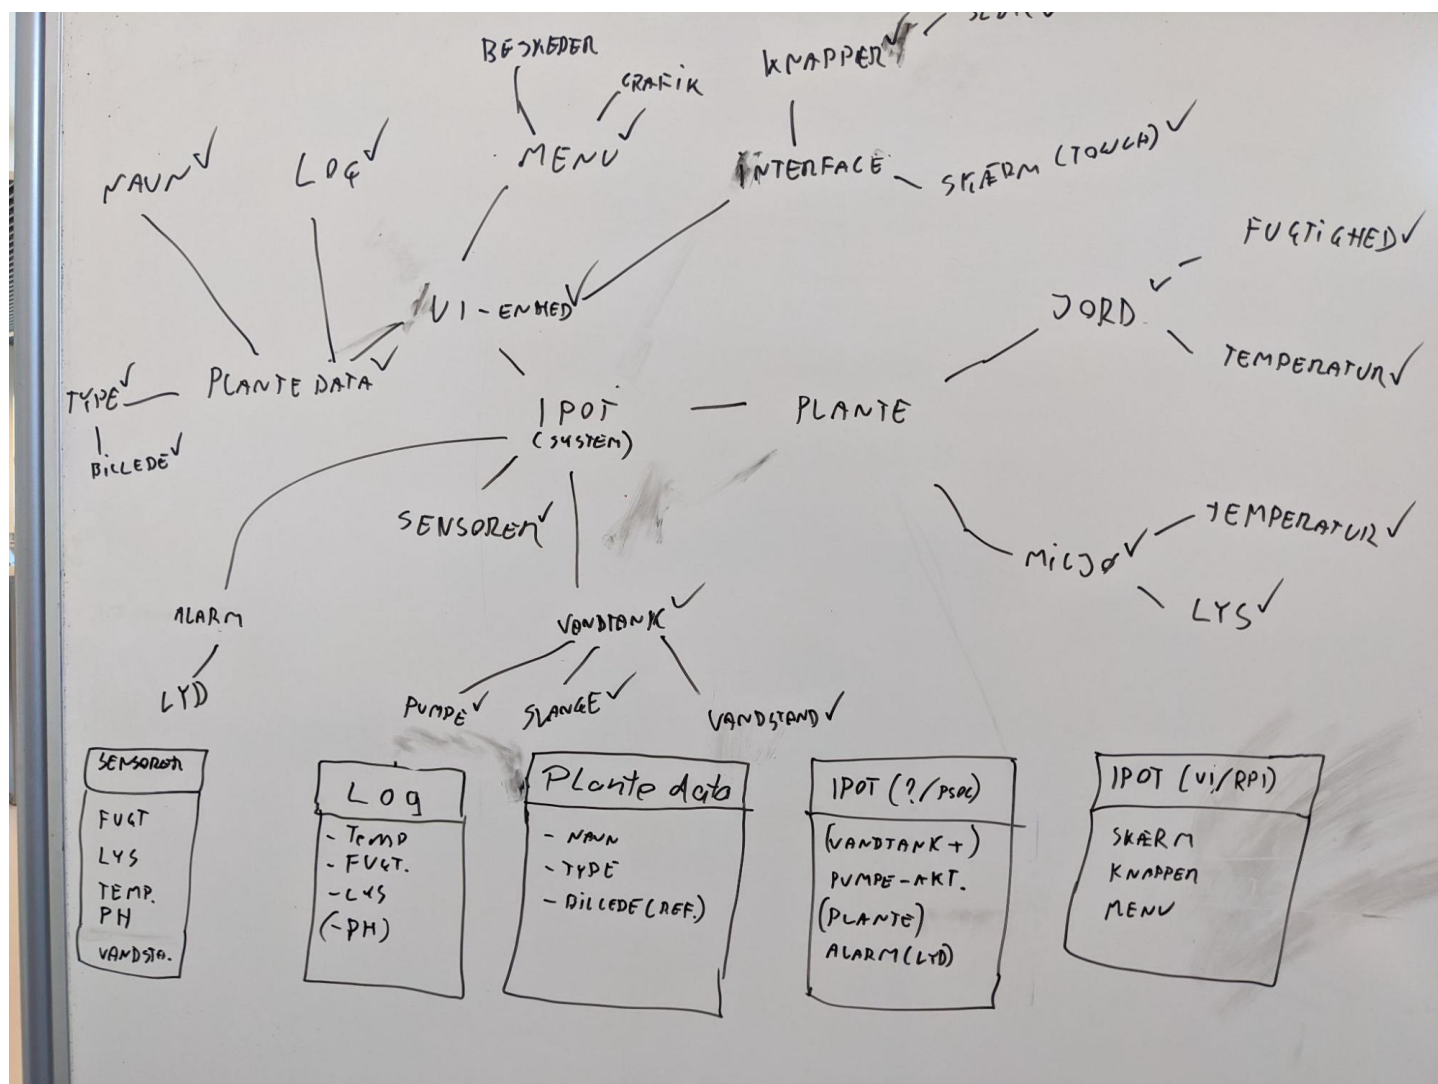 BESKEDER
KNAPPER ✓
GRAFIK
NAVN ✓
LOG ✓
MENU ✓
INTERFACE
SKÆRM (TOUCH) ✓
FUGTIGHED ✓
UI-ENHED ✓
JORD ✓
TEMPERATUR ✓
TYPE ✓
PLANTE DATA ✓
IPOT
(SYSTEM)
PLANTE
BILLEDE ✓
SENSORER ✓
TEMPERATUR ✓
MILJØ ✓
LYS ✓
ALARM
VANDTANK ✓
LYD
PUMPE ✓
SLANGE ✓
VANDSTAND ✓
SENSORER
FUGT
LYS
TEMP.
PH
VANDSTA.
Log
- TEMP
- FUGT.
- LYS
(- PH)
Plante data
- NAVN
- TYPE
- BILLEDE (REF.)
IPOT (?/PSOC)
(VANDTANK+)
PUMPE-AKT.
(PLANTE)
ALARM (LYD)
IPOT (UI/RPI)
SKÆRM
KNAPPER
MENU